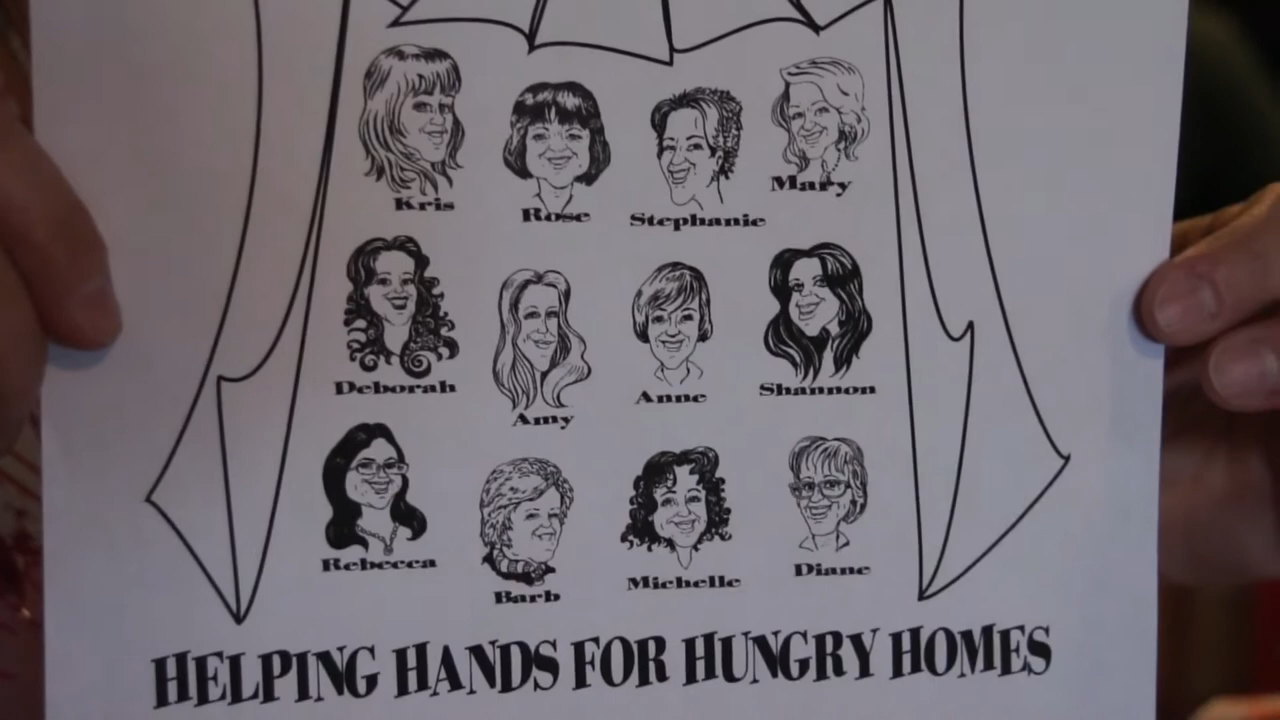 Kris Rose Stephanie Mary
Deborah Amy Anne Shannon
Rebecca Barb Michelle Diane
HELPING HANDS FOR HUNGRY HOMES